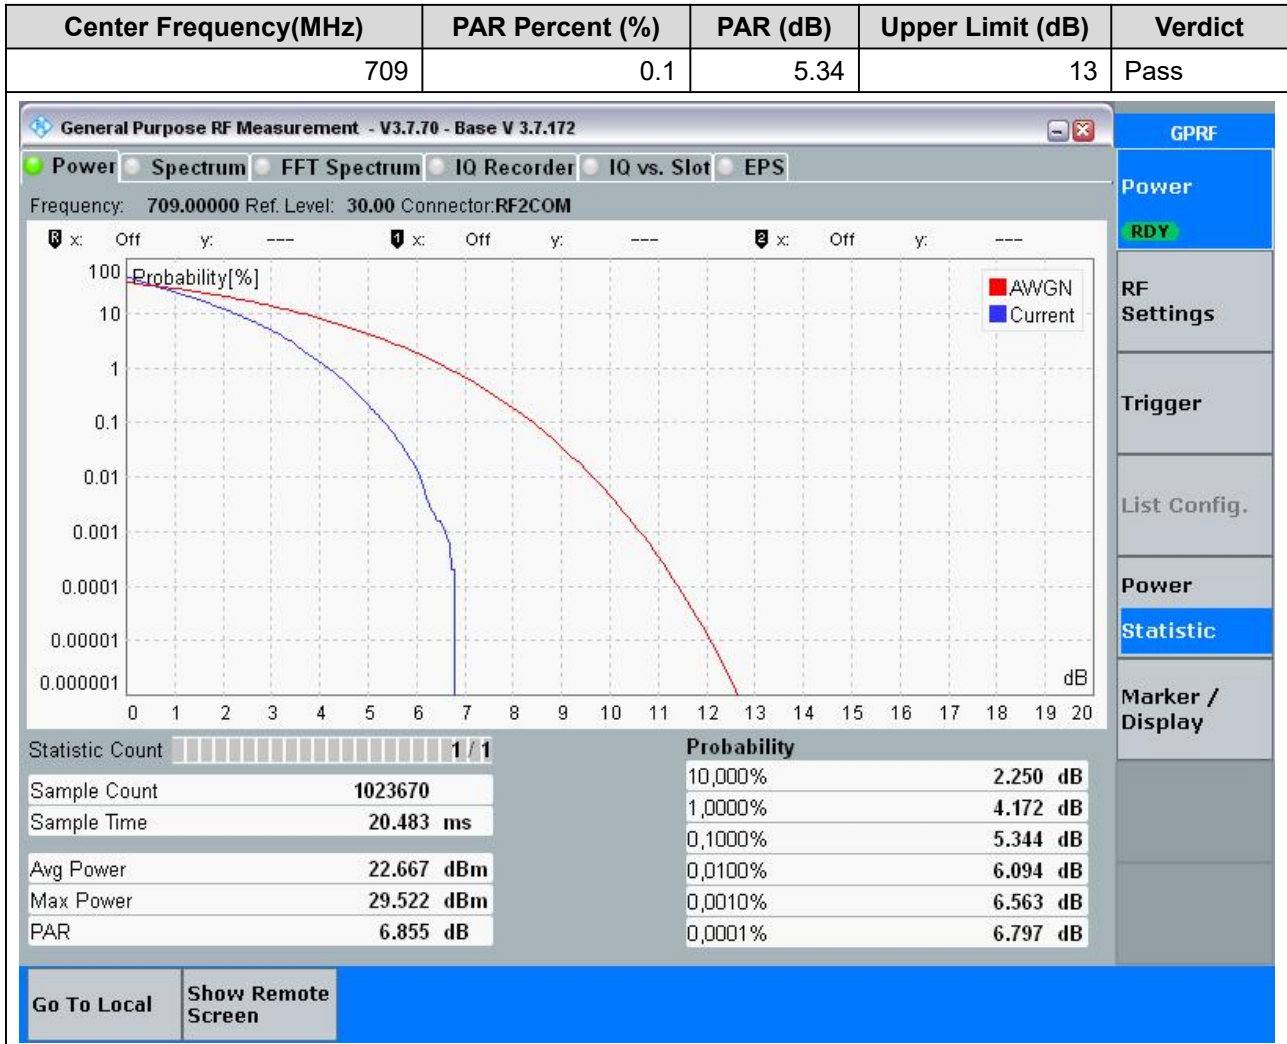 Center Frequency(MHz) PAR Percent (%) PAR (dB) Upper Limit (dB) Verdict
709 0.1 5.34 13 Pass
General Purpose RF Measurement - V3.7.70 - Base V 3.7.172
Power Spectrum FFT Spectrum IQ Recorder IQ vs. Slot EPS
Frequency: 709.00000 Ref. Level: 30.00 Connector:RF2COM
R x: Off y: --- 1 x: Off y: --- 2 x: Off y: ---
Probability[%]
100
10
1
0.1
0.01
0.001
0.0001
0.00001
0.000001
AWGN
Current
dB
0 1 2 3 4 5 6 7 8 9 10 11 12 13 14 15 16 17 18 19 20
Statistic Count 1 / 1
Sample Count 1023670
Sample Time 20.483 ms
Avg Power 22.667 dBm
Max Power 29.522 dBm
PAR 6.855 dB
Probability
10,000% 2.250 dB
1,0000% 4.172 dB
0,1000% 5.344 dB
0,0100% 6.094 dB
0,0010% 6.563 dB
0,0001% 6.797 dB
GPRF
Power
RDY
RF
Settings
Trigger
List Config.
Power
Statistic
Marker /
Display
Go To Local
Show Remote
Screen